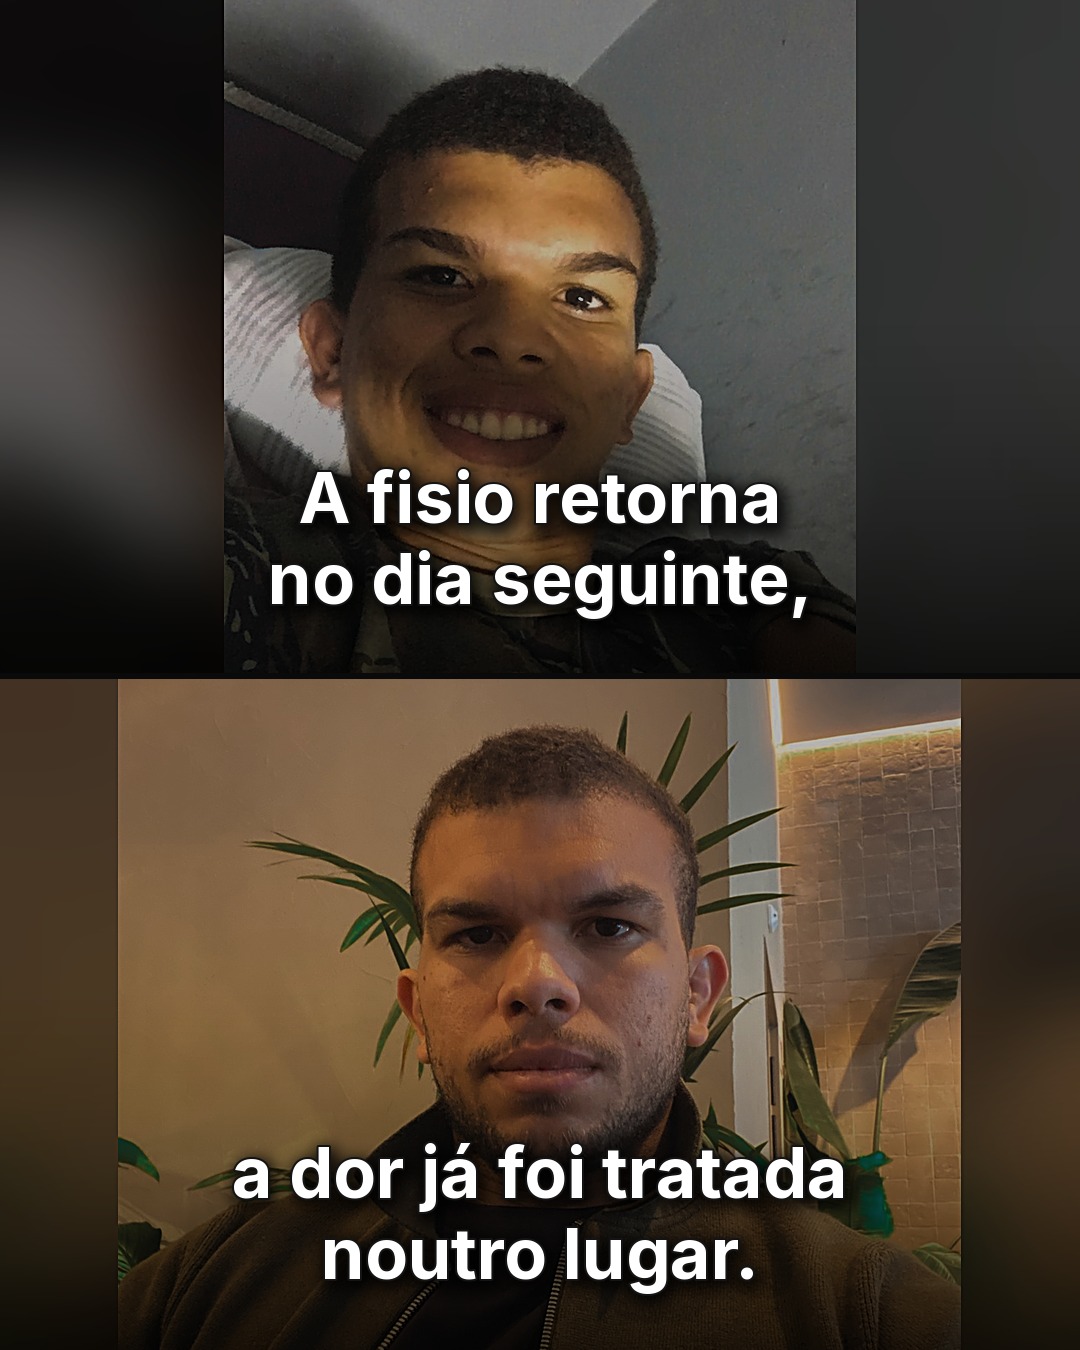 A fisio retorna
no dia seguinte,
a dor já foi tratada
noutro lugar.